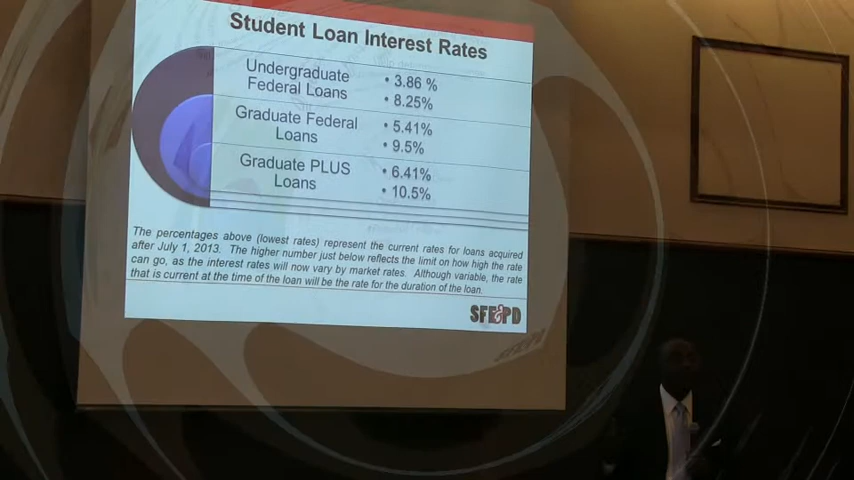 Student Loan Interest Rates
Undergraduate
Federal Loans
• 3.86 %
• 8.25%
Graduate Federal
Loans
• 5.41%
• 9.5%
Graduate PLUS
Loans
• 6.41%
• 10.5%
The percentages above (lowest rates) represent the current rates for loans acquired
after July 1, 2013. The higher number just below reflects the limit on how high the rate
can go, as the interest rates will now vary by market rates. Although variable, the rate
that is current at the time of the loan will be the rate for the duration of the loan.
SFE&PD